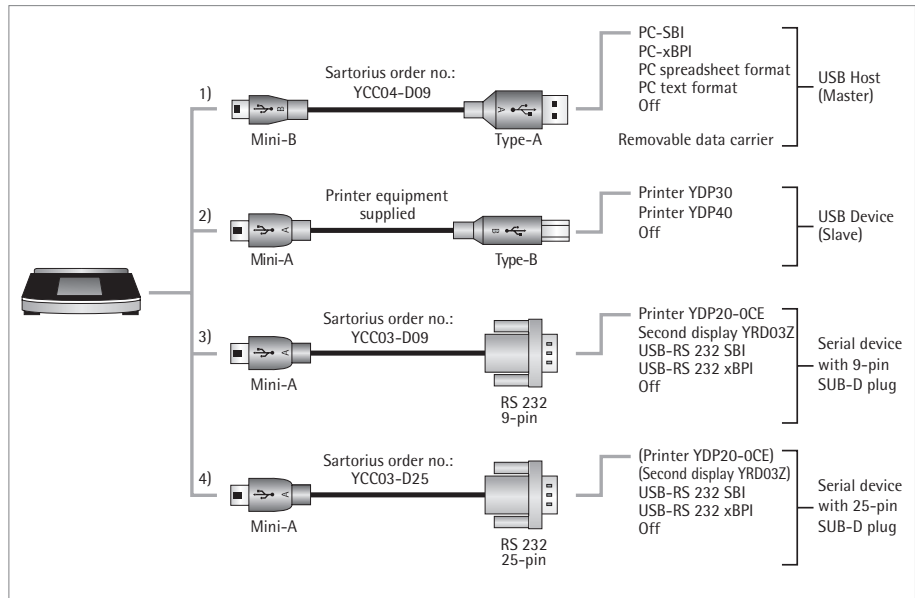 1)
Sartorius order no.:
YCC04-D09
B
Mini-B
A
Type-A
PC-SBI
PC-xBPI
PC spreadsheet format
PC text format
Off
Removable data carrier
USB Host
(Master)
2)
Printer equipment
supplied
A
Mini-A
B
Type-B
Printer YDP30
Printer YDP40
Off
USB Device
(Slave)
3)
Sartorius order no.:
YCC03-D09
A
Mini-A
RS 232
9-pin
Printer YDP20-0CE
Second display YRD03Z
USB-RS 232 SBI
USB-RS 232 xBPI
Off
Serial device
with 9-pin
SUB-D plug
4)
Sartorius order no.:
YCC03-D25
A
Mini-A
RS 232
25-pin
(Printer YDP20-0CE)
(Second display YRD03Z)
USB-RS 232 SBI
USB-RS 232 xBPI
Off
Serial device
with 25-pin
SUB-D plug